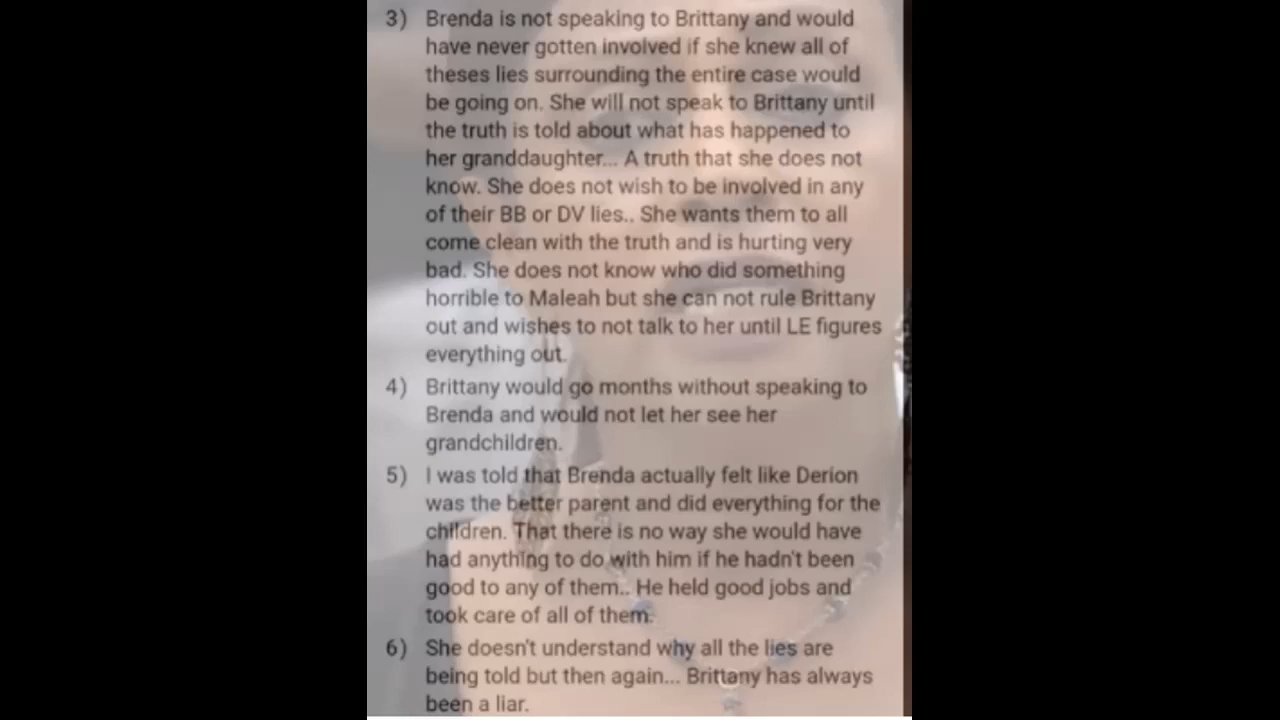 3) Brenda is not speaking to Brittany and would
have never gotten involved if she knew all of
theses lies surrounding the entire case would
be going on. She will not speak to Brittany until
the truth is told about what has happened to
her granddaughter... A truth that she does not
know. She does not wish to be involved in any
of their BB or DV lies.. She wants them to all
come clean with the truth and is hurting very
bad. She does not know who did something
horrible to Maleah but she can not rule Brittany
out and wishes to not talk to her until LE figures
everything out.
4) Brittany would go months without speaking to
Brenda and would not let her see her
grandchildren.
5) I was told that Brenda actually felt like Derion
was the better parent and did everything for the
children. That there is no way she would have
had anything to do with him if he hadn't been
good to any of them.. He held good jobs and
took care of all of them.
6) She doesn't understand why all the lies are
being told but then again... Brittany has always
been a liar.